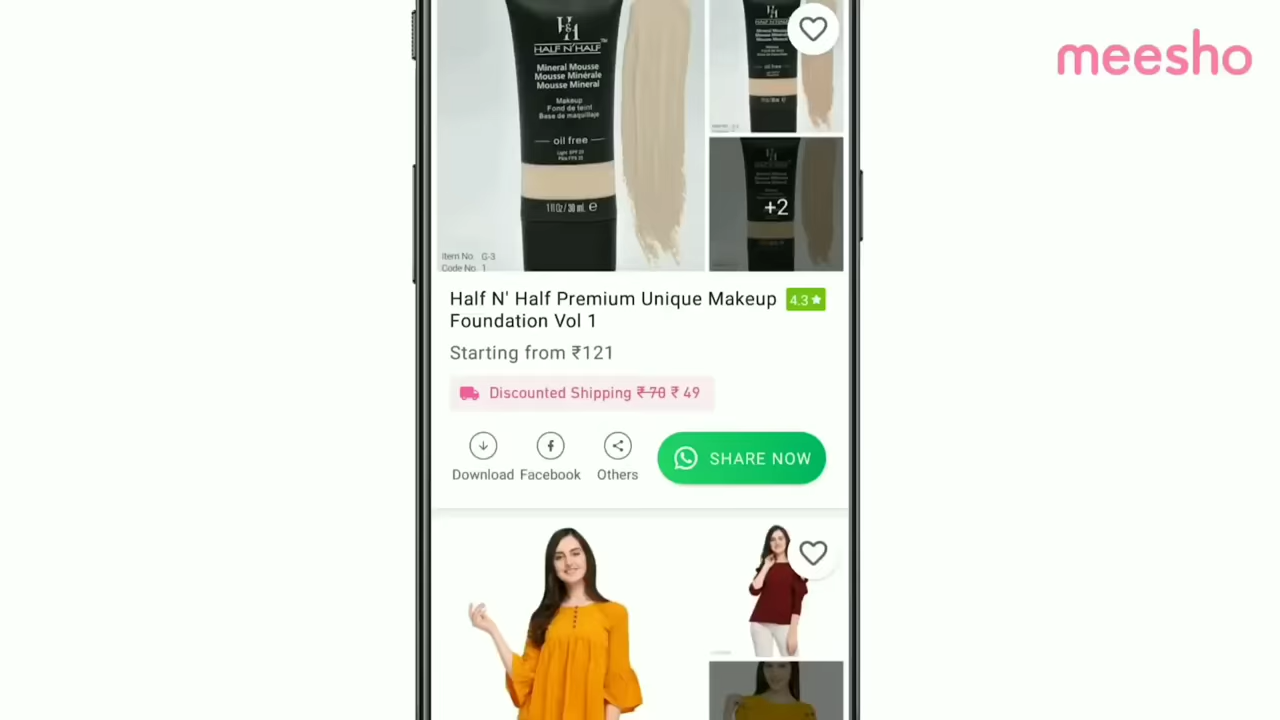 meesho
H&H
HALF N'HALF™
Mineral Mousse
Mousse Minérale
Mousse Mineral
Makeup
Fond de teint
Base de maquillaje
oil free
1 fl Oz / 30 ml. e
Item No. G-3
Code No. 1
+2
Half N' Half Premium Unique Makeup 4.3★
Foundation Vol 1
Starting from ₹121
Discounted Shipping ₹ 70 ₹ 49
Download Facebook Others
SHARE NOW